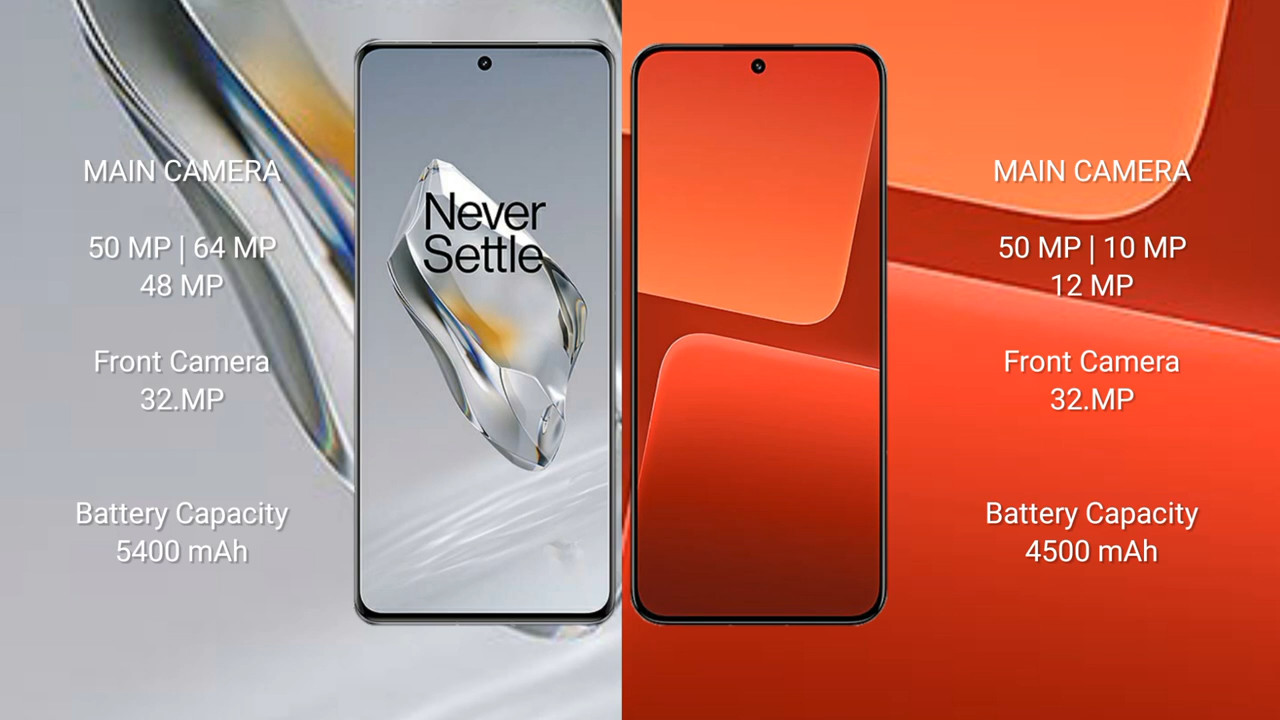 MAIN CAMERA
50 MP | 64 MP
48 MP
Front Camera
32.MP
Battery Capacity
5400 mAh
Never
Settle
MAIN CAMERA
50 MP | 10 MP
12 MP
Front Camera
32.MP
Battery Capacity
4500 mAh